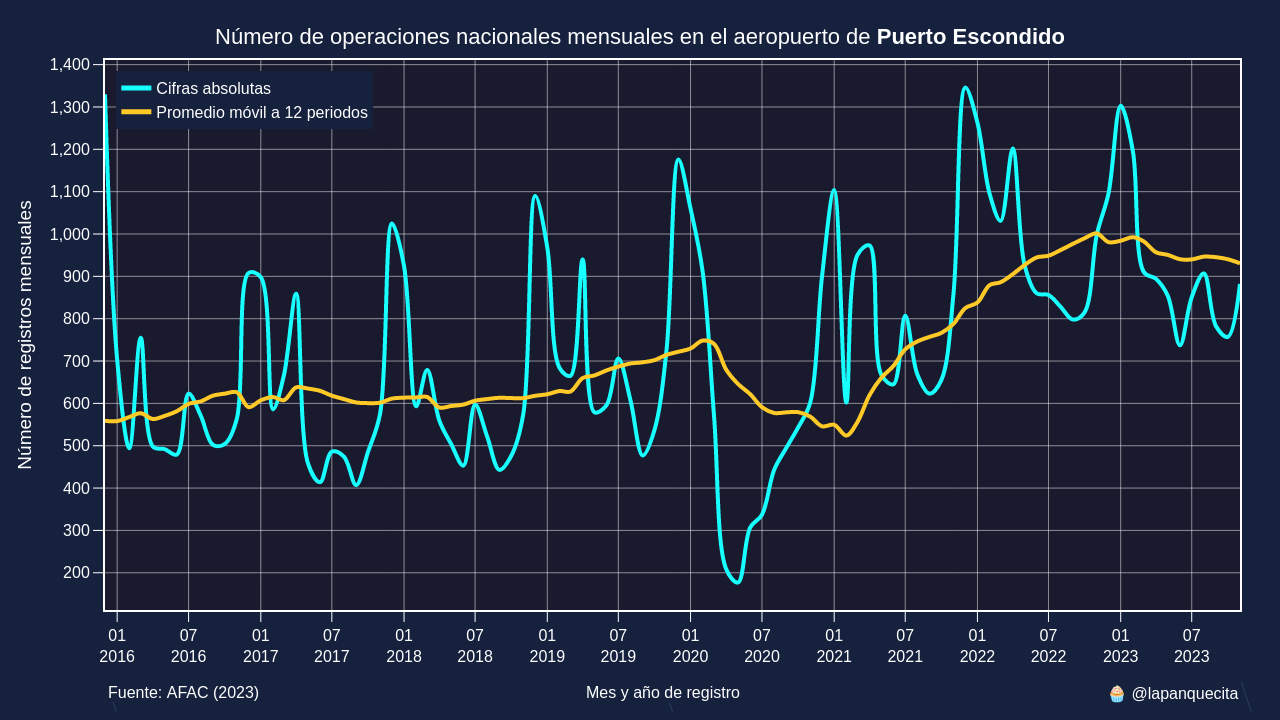 Número de operaciones nacionales mensuales en el aeropuerto de Puerto Escondido
Cifras absolutas
Promedio móvil a 12 periodos
Número de registros mensuales
1,400
1,300
1,200
1,100
1,000
900
800
700
600
500
400
300
200
01 07 01 07 01 07 01 07 01 07 01 07 01 07 01 07
2016 2016 2017 2017 2018 2018 2019 2019 2020 2020 2021 2021 2022 2022 2023 2023
Fuente: AFAC (2023) Mes y año de registro 🧁 @lapanquecita